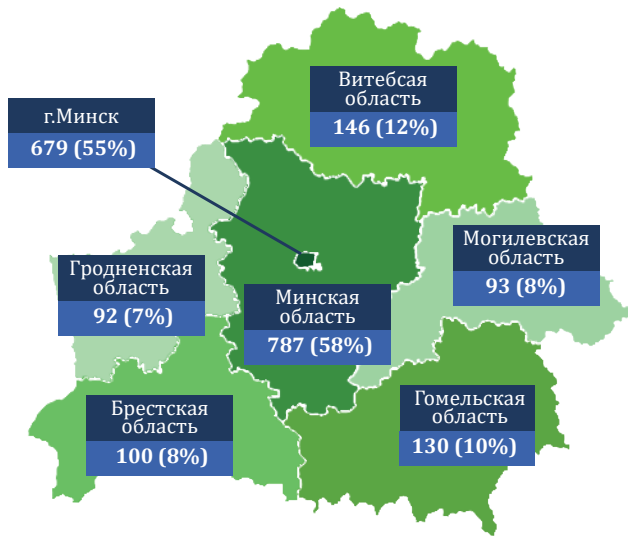 Витебсая
область
146 (12%)
г.Минск
679 (55%)
Могилевская
область
93 (8%)
Гродненская
область
92 (7%)
Минская
область
787 (58%)
Гомельская
область
130 (10%)
Брестская
область
100 (8%)